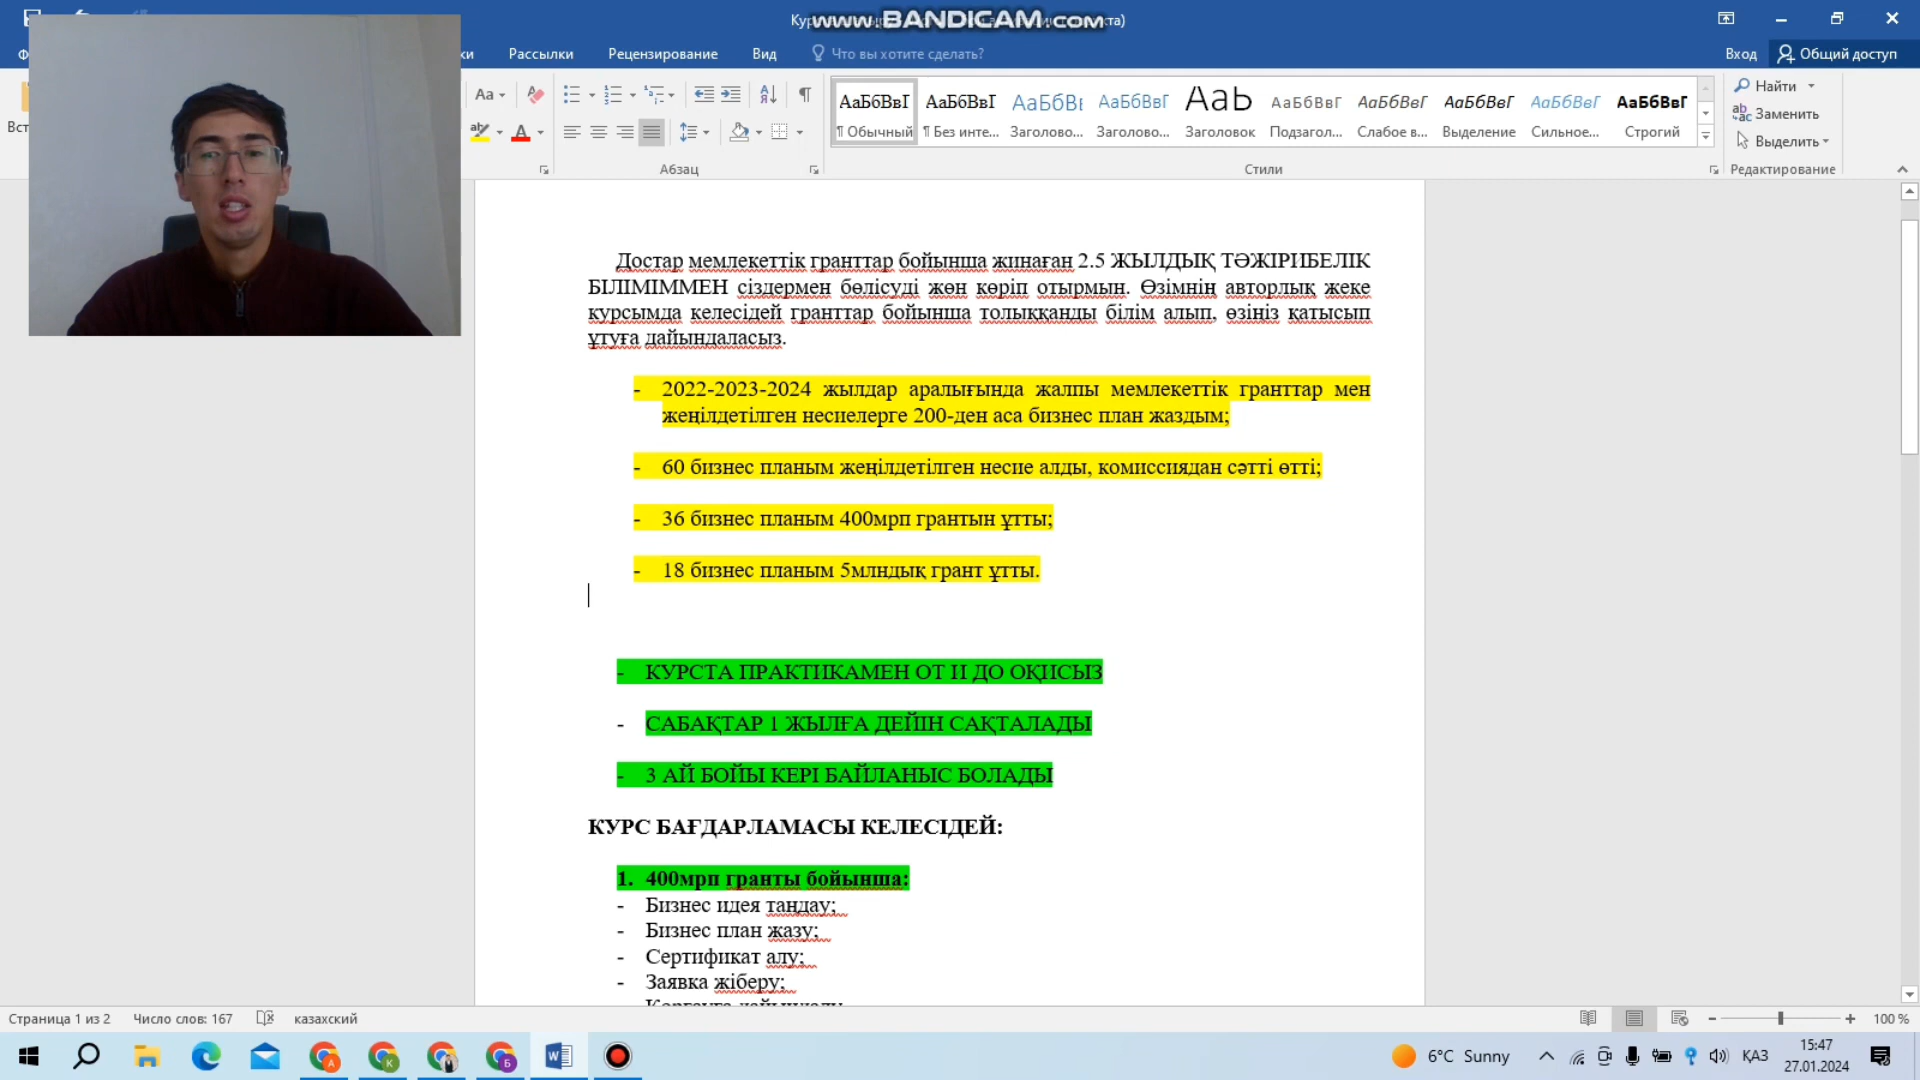 www.BANDICAM.com
Рассылки Рецензирование Вид Что вы хотите сделать? Вход Общий доступ
АаБбВвГ АаБбВвГ АаБбВı АаБбВвГ АаЬ АаБбВвГ АаБбВвГ АаБбВвГ АаБбВвГ АаБбВвГ
¶ Обычный ¶ Без инте... Заголово... Заголово... Заголовок Подзагол... Слабое в... Выделение Сильное... Строгий
Найти
Заменить
Выделить
Абзац Стили Редактирование
Достар мемлекеттік гранттар бойынша жинаған 2.5 ЖЫЛДЫҚ ТӘЖІРИБЕЛІК
БІЛІМІММЕН сіздермен бөлісуді жөн көріп отырмын. Өзімнің авторлық жеке
курсымда келесідей гранттар бойынша толыққанды білім алып, өзіңіз қатысып
ұтуға дайындаласыз.
- 2022-2023-2024 жылдар аралығында жалпы мемлекеттік гранттар мен
жеңілдетілген несиелерге 200-ден аса бизнес план жаздым;
- 60 бизнес планым жеңілдетілген несие алды, комиссиядан сәтті өтті;
- 36 бизнес планым 400мрп грантын ұтты;
- 18 бизнес планым 5млндық грант ұтты.
- КУРСТА ПРАКТИКАМЕН ОТ И ДО ОҚИСЫЗ
- САБАҚТАР 1 ЖЫЛҒА ДЕЙІН САҚТАЛАДЫ
- 3 АЙ БОЙЫ КЕРІ БАЙЛАНЫС БОЛАДЫ
КУРС БАҒДАРЛАМАСЫ КЕЛЕСІДЕЙ:
1. 400мрп гранты бойынша:
- Бизнес идея таңдау;
- Бизнес план жазу;
- Сертификат алу;
- Заявка жіберу;
Страница 1 из 2 Число слов: 167 казахский 100 %
6°C Sunny ҚАЗ 15:47
27.01.2024